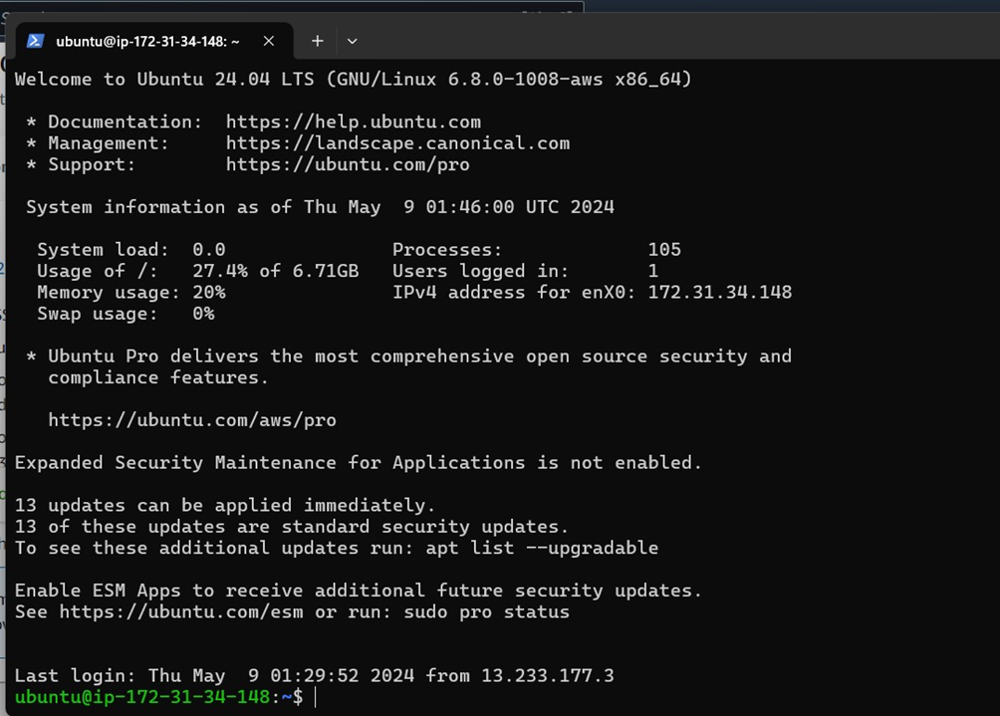 ubuntu@ip-172-31-34-148: ~
Welcome to Ubuntu 24.04 LTS (GNU/Linux 6.8.0-1008-aws x86_64)
* Documentation: https://help.ubuntu.com
* Management: https://landscape.canonical.com
* Support: https://ubuntu.com/pro
System information as of Thu May 9 01:46:00 UTC 2024
System load: 0.0 Processes: 105
Usage of /: 27.4% of 6.71GB Users logged in: 1
Memory usage: 20% IPv4 address for enX0: 172.31.34.148
Swap usage: 0%
* Ubuntu Pro delivers the most comprehensive open source security and
compliance features.
https://ubuntu.com/aws/pro
Expanded Security Maintenance for Applications is not enabled.
13 updates can be applied immediately.
13 of these updates are standard security updates.
To see these additional updates run: apt list --upgradable
Enable ESM Apps to receive additional future security updates.
See https://ubuntu.com/esm or run: sudo pro status
Last login: Thu May 9 01:29:52 2024 from 13.233.177.3
ubuntu@ip-172-31-34-148:~$